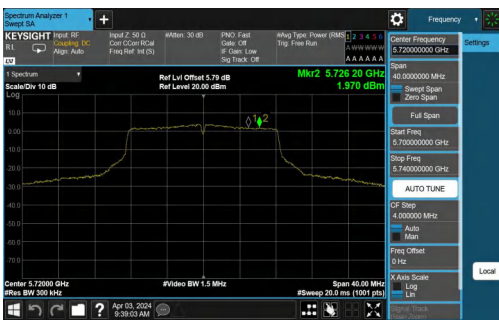 Spectrum Analyzer 1
Swept SA
Frequency
KEYSIGHT
Input: RF
Input Z: 50 Ω
#Atten: 30 dB
PNO: Fast
#Avg Type: Power (RMS)
1 2 3 4 5 6
RL
Coupling: DC
Corr CCorr RCal
Gate: Off
Trig: Free Run
Align: Auto
Freq Ref: Int (S)
IF Gain: Low
Sig Track: Off
A W W W W W
A A A A A A
LW
1 Spectrum
Ref Lvl Offset 5.79 dB
Mkr2 5.726 20 GHz
Scale/Div 10 dB
Ref Level 20.00 dBm
1.970 dBm
Log
10.0
0.00
-10.0
-20.0
-30.0
-40.0
-50.0
-60.0
-70.0
1
2
Center 5.72000 GHz
#Video BW 1.5 MHz
Span 40.00 MHz
#Res BW 300 kHz
#Sweep 20.0 ms (1001 pts)
Apr 03, 2024
9:39:03 AM
?
Center Frequency
5.720000000 GHz
Settings
Span
40.0000000 MHz
Swept Span
Zero Span
Full Span
Start Freq
5.700000000 GHz
Stop Freq
5.740000000 GHz
AUTO TUNE
CF Step
4.000000 MHz
Auto
Man
Freq Offset
0 Hz
X Axis Scale
Log
Lin
Local
Signal Track